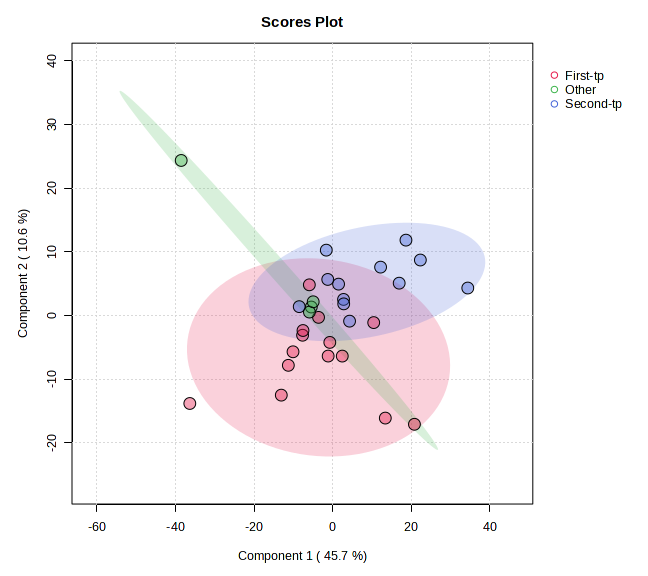 Scores Plot
First-tp
Other
Second-tp
40
30
20
10
0
-10
-20
-60
-40
-20
0
20
40
Component 2 ( 10.6 %)
Component 1 ( 45.7 %)